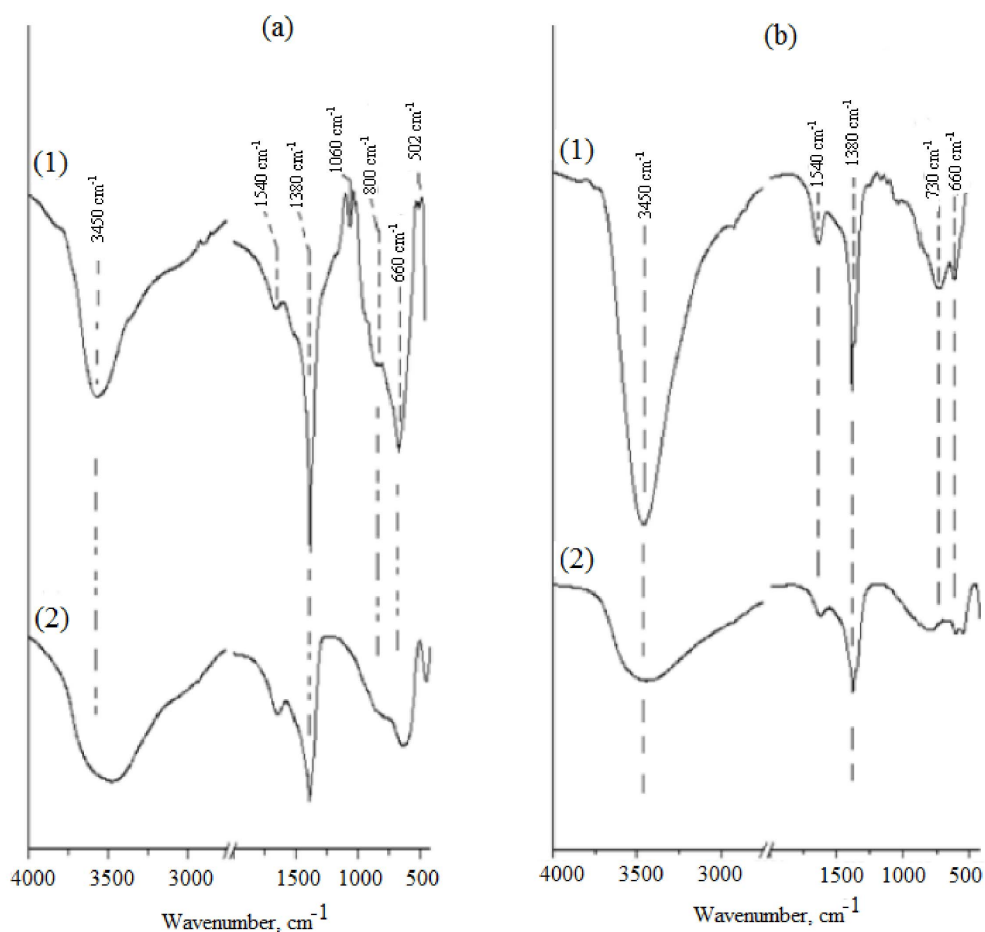 (a)
(1)
3450 cm-1
1540 cm-1
1380 cm-1
1060 cm-1
800 cm-1
660 cm-1
502 cm-1
(2)
4000 3500 3000 1500 1000 500
Wavenumber, cm-1
(b)
(1)
3450 cm-1
1540 cm-1
1380 cm-1
730 cm-1
660 cm-1
(2)
4000 3500 3000 1500 1000 500
Wavenumber, cm-1